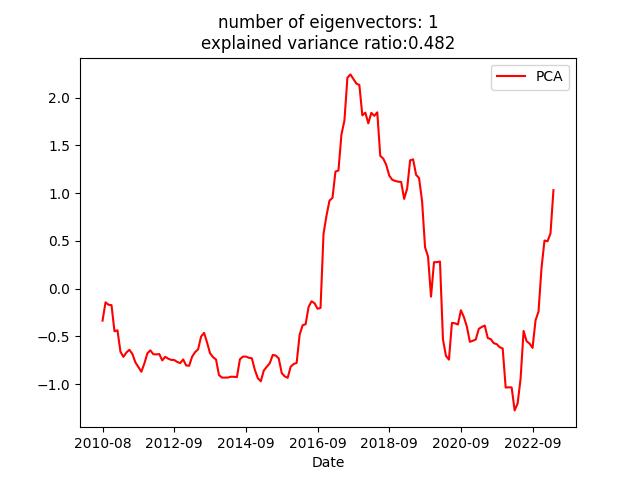 number of eigenvectors: 1
explained variance ratio:0.482
PCA
2.0
1.5
1.0
0.5
0.0
−0.5
−1.0
2010-08 2012-09 2014-09 2016-09 2018-09 2020-09 2022-09
Date